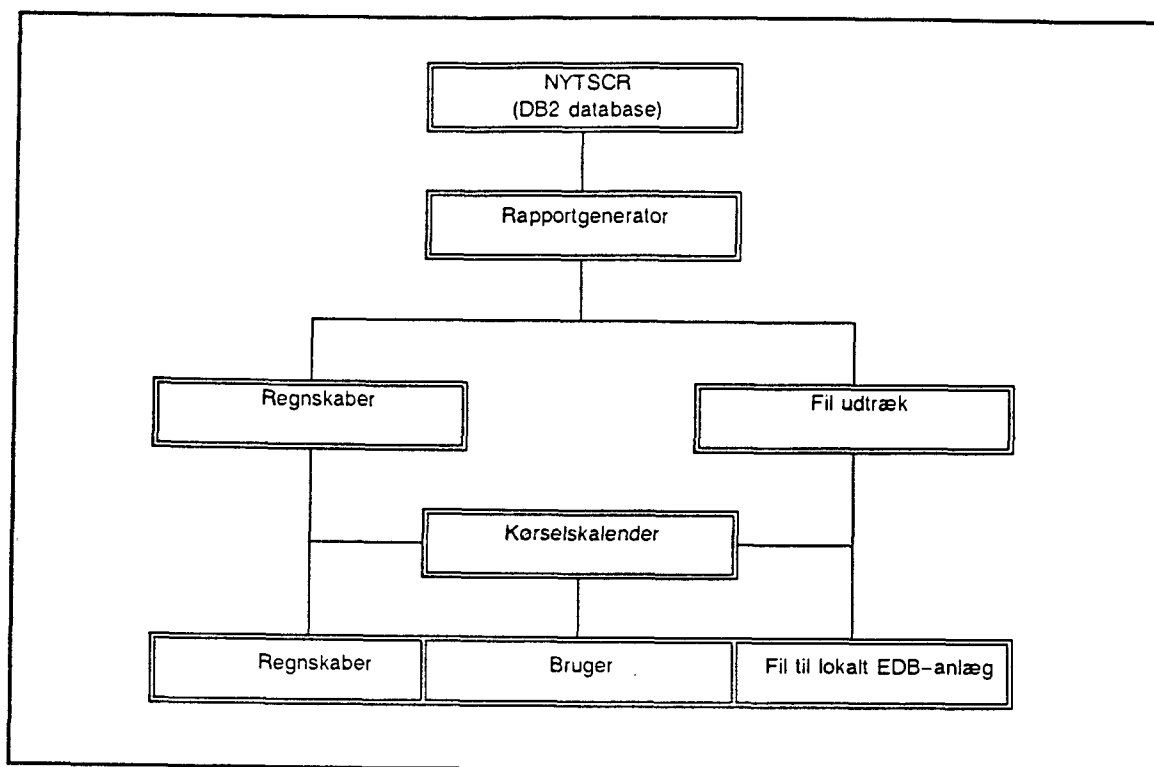 NYTSCR
(DB2 database)
Rapportgenerator
Regnskaber
Fil udtræk
Kørselskalender
Regnskaber
Bruger
Fil til lokalt EDB-anlæg